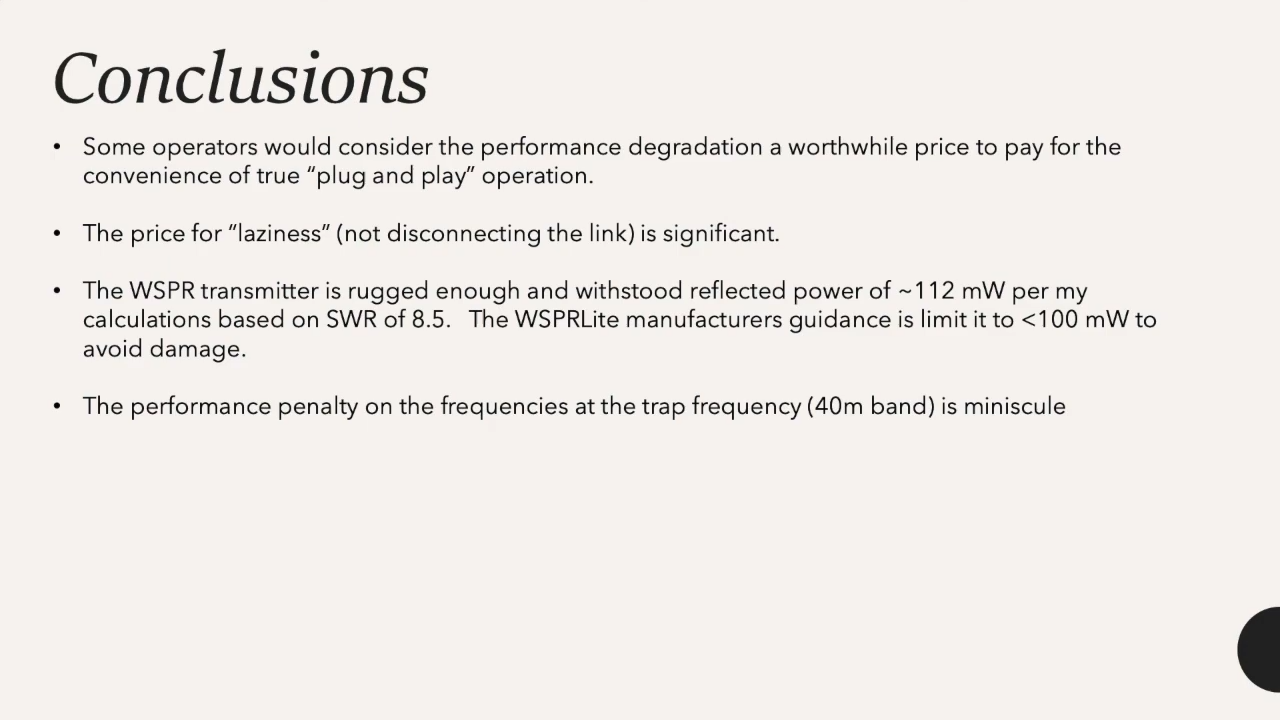 Conclusions
• Some operators would consider the performance degradation a worthwhile price to pay for the
convenience of true “plug and play” operation.
• The price for “laziness” (not disconnecting the link) is significant.
• The WSPR transmitter is rugged enough and withstood reflected power of ~112 mW per my
calculations based on SWR of 8.5.   The WSPRLite manufacturers guidance is limit it to <100 mW to
avoid damage.
• The performance penalty on the frequencies at the trap frequency (40m band) is miniscule